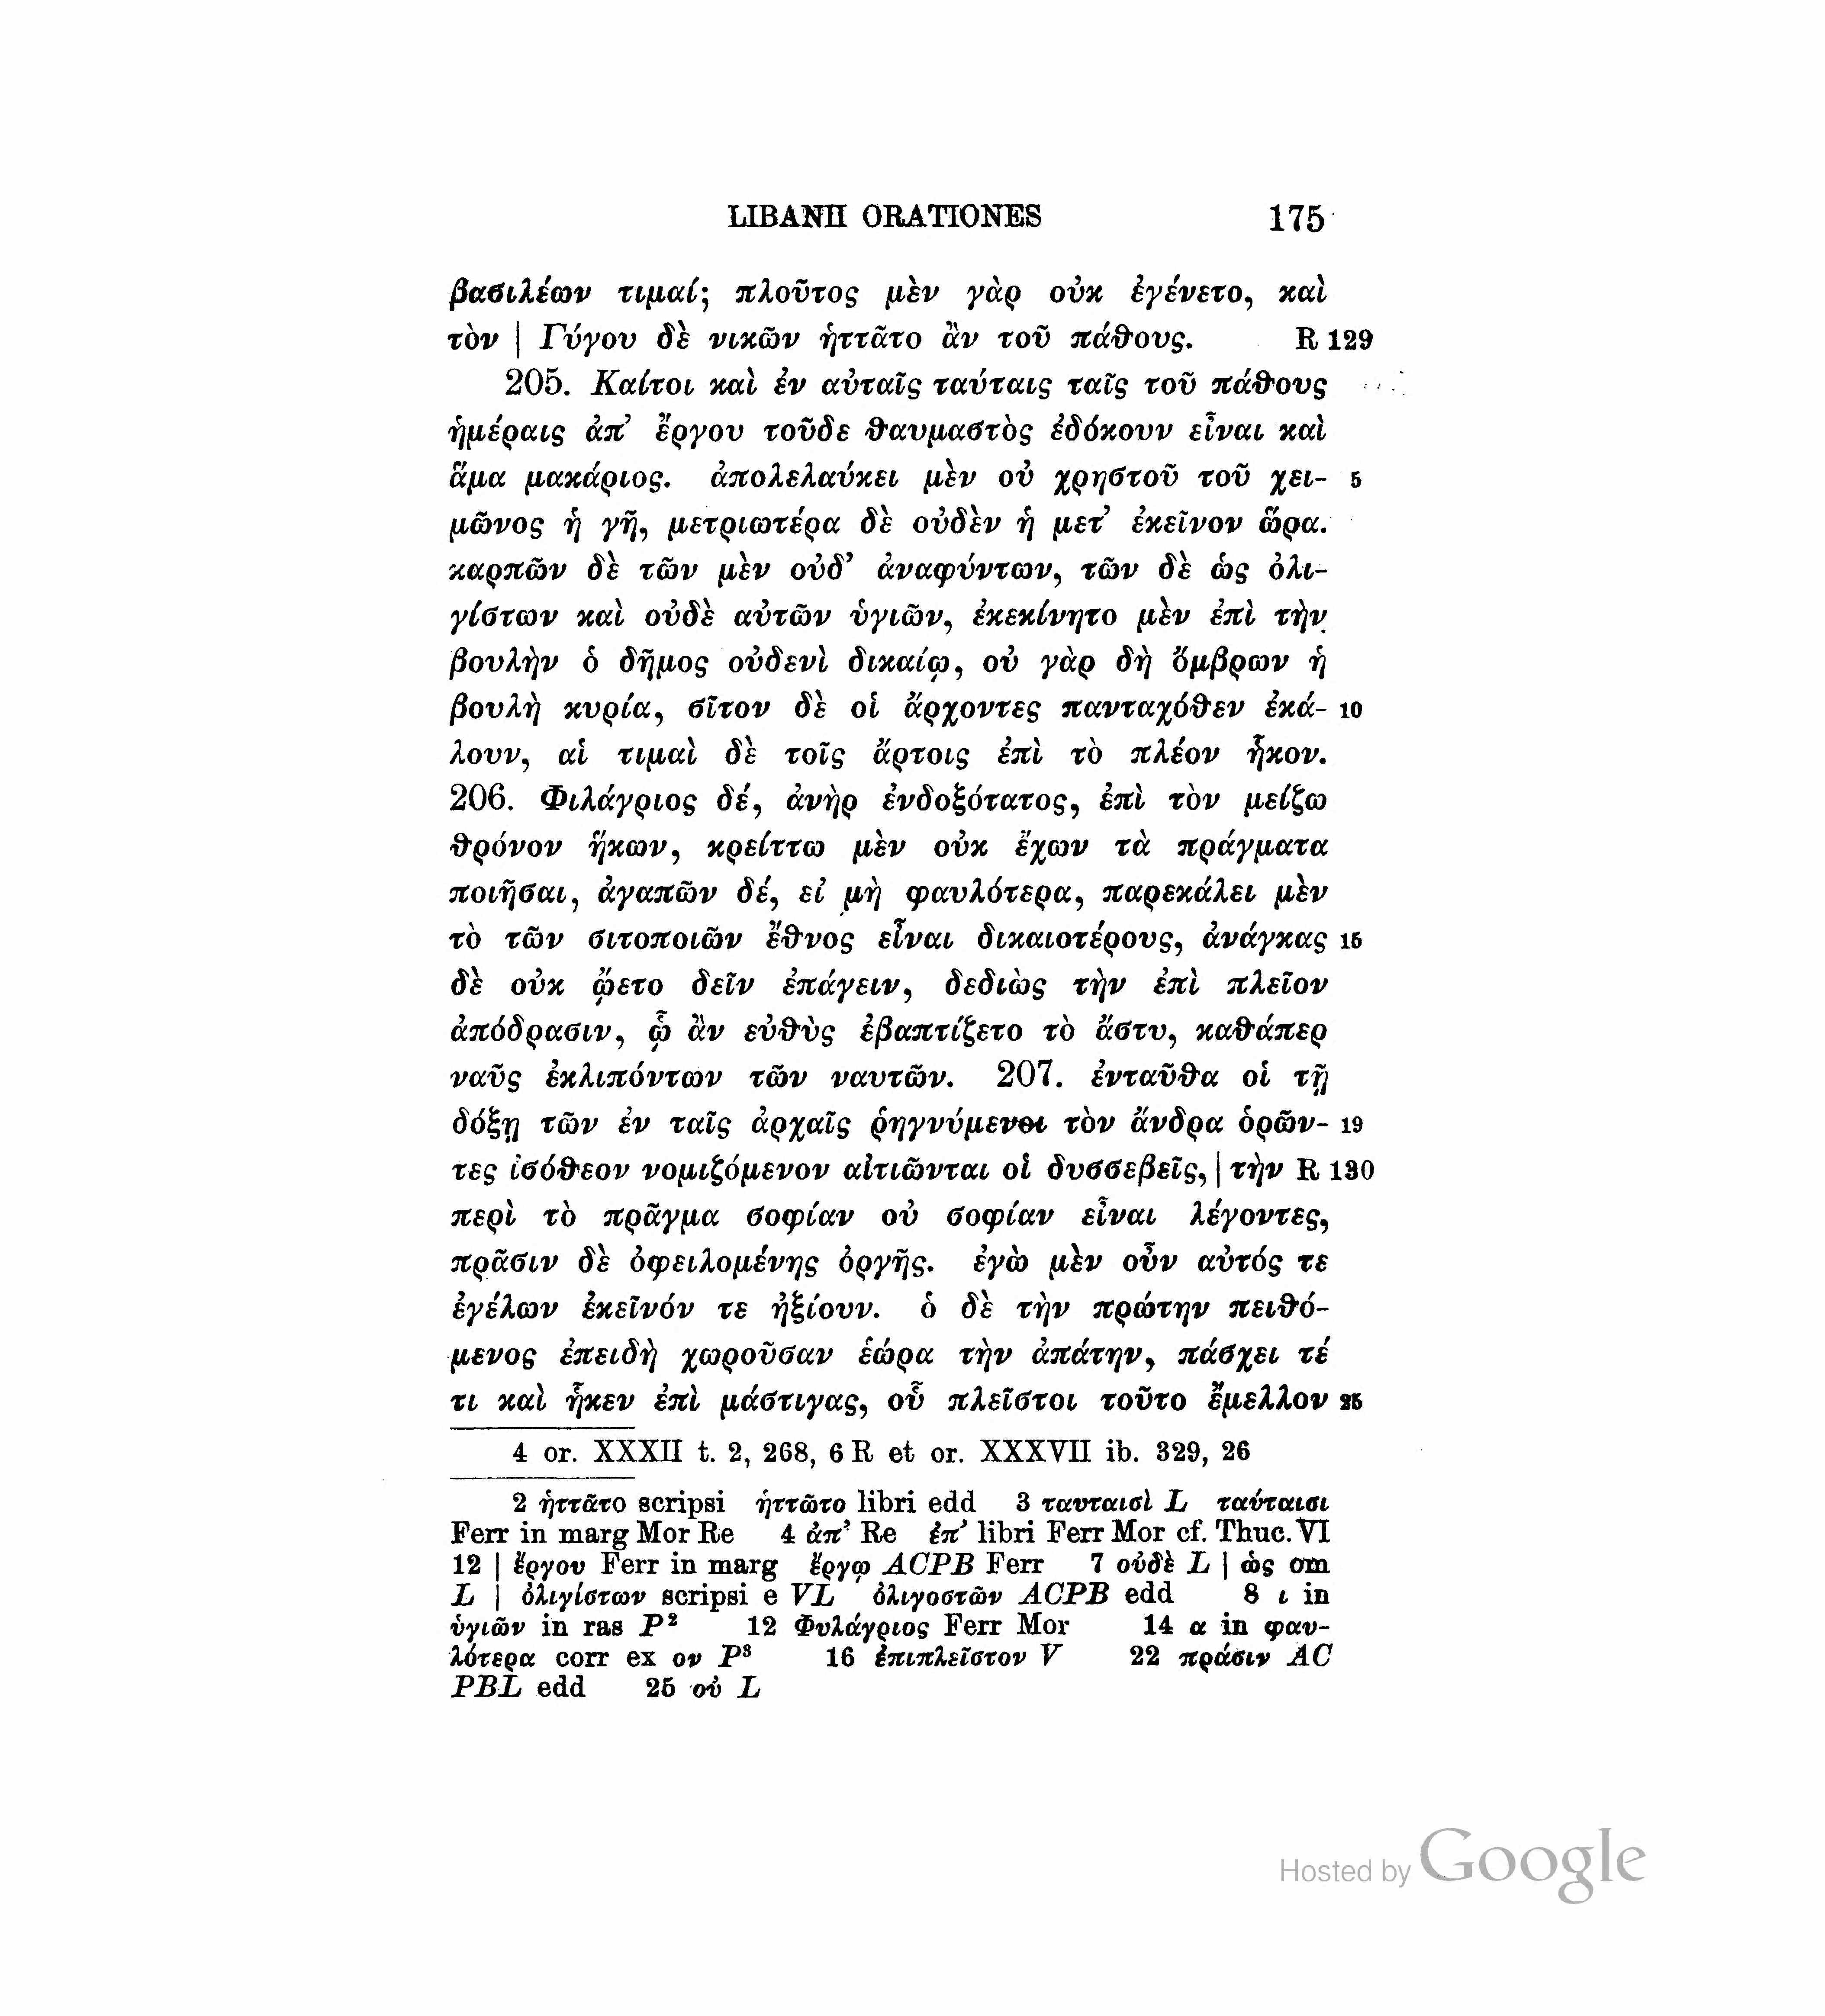 LIBANII ORATIONES 175
βασιλέων τιμαί; πλοῦτος μὲν γὰρ οὐκ ἐγένετο, καὶ
τὸν | Γύγου δὲ νικῶν ἡττᾶτο ἂν τοῦ πάθους. R 129
205. Καίτοι καὶ ἐν αὐταῖς ταύταις ταῖς τοῦ πάθους
ἡμέραις ἀπ’ ἔργου τοῦδε θαυμαστὸς ἐδόκουν εἶναι καὶ
ἅμα μακάριος. ἀπολελαύκει μὲν οὐ χρηστοῦ τοῦ χει- 5
μῶνος ἡ γῆ, μετριωτέρα δὲ οὐδὲν ἡ μετ’ ἐκεῖνον ὥρα.
καρπῶν δὲ τῶν μὲν οὐδ’ ἀναφύντων, τῶν δὲ ὡς ὀλι-
γίστων καὶ οὐδὲ αὐτῶν ὑγιῶν, ἐκεκίνητο μὲν ἐπὶ τὴν
βουλὴν ὁ δῆμος οὐδενὶ δικαίῳ, οὐ γὰρ δὴ ὄμβρων ἡ
βουλὴ κυρία, σῖτον δὲ οἱ ἄρχοντες πανταχόθεν ἐκά- 10
λουν, αἱ τιμαὶ δὲ τοῖς ἄρτοις ἐπὶ τὸ πλέον ἧκον.
206. Φιλάγριος δέ, ἀνὴρ ἐνδοξότατος, ἐπὶ τὸν μείζω
θρόνον ἥκων, κρείττω μὲν οὐκ ἔχων τὰ πράγματα
ποιῆσαι, ἀγαπῶν δέ, εἰ μὴ φαυλότερα, παρεκάλει μὲν
τὸ τῶν σιτοποιῶν ἔθνος εἶναι δικαιοτέρους, ἀνάγκας 15
δὲ οὐκ ᾤετο δεῖν ἐπάγειν, δεδιὼς τὴν ἐπὶ πλεῖον
ἀπόδρασιν, ᾧ ἂν εὐθὺς ἐβαπτίζετο τὸ ἄστυ, καθάπερ
ναῦς ἐκλιπόντων τῶν ναυτῶν. 207. ἐνταῦθα οἱ τῇ
δόξῃ τῶν ἐν ταῖς ἀρχαῖς ῥηγνύμενοι τὸν ἄνδρα ὁρῶν- 19
τες ἰσόθεον νομιζόμενον αἰτιῶνται οἱ δυσσεβεῖς, | τὴν R 130
περὶ τὸ πρᾶγμα σοφίαν οὐ σοφίαν εἶναι λέγοντες,
πρᾶσιν δὲ ὀφειλομένης ὀργῆς. ἐγὼ μὲν οὖν αὐτός τε
ἐγέλων ἐκεῖνόν τε ἠξίουν. ὁ δὲ τὴν πρώτην πειθό-
μενος ἐπειδὴ χωροῦσαν ἑώρα τὴν ἀπάτην, πάσχει τέ
τι καὶ ἧκεν ἐπὶ μάστιγας, οὗ πλεῖστοι τοῦτο ἔμελλον 25
4 or. XXXII t. 2, 268, 6 R et or. XXXVII ib. 329, 26
2 ἡττᾶτο scripsi ἡττῶτο libri edd 3 ταυταισὶ L ταύταισι
Ferr in marg Mor Re 4 ἀπ’ Re ἐπ’ libri Ferr Mor cf. Thuc. VI
12 | ἔργου Ferr in marg ἔργῳ ACPB Ferr 7 οὐδὲ L | ὡς om
L | ὀλιγίστων scripsi e VL ὀλιγοστῶν ACPB edd 8 ι in
ὑγιῶν in ras P² 12 Φυλάγριος Ferr Mor 14 α in φαυ-
λότερα corr ex ον P³ 16 ἐπιπλεῖστον V 22 πράσιν AC
PBL edd 25 οὐ L
Hosted by Google